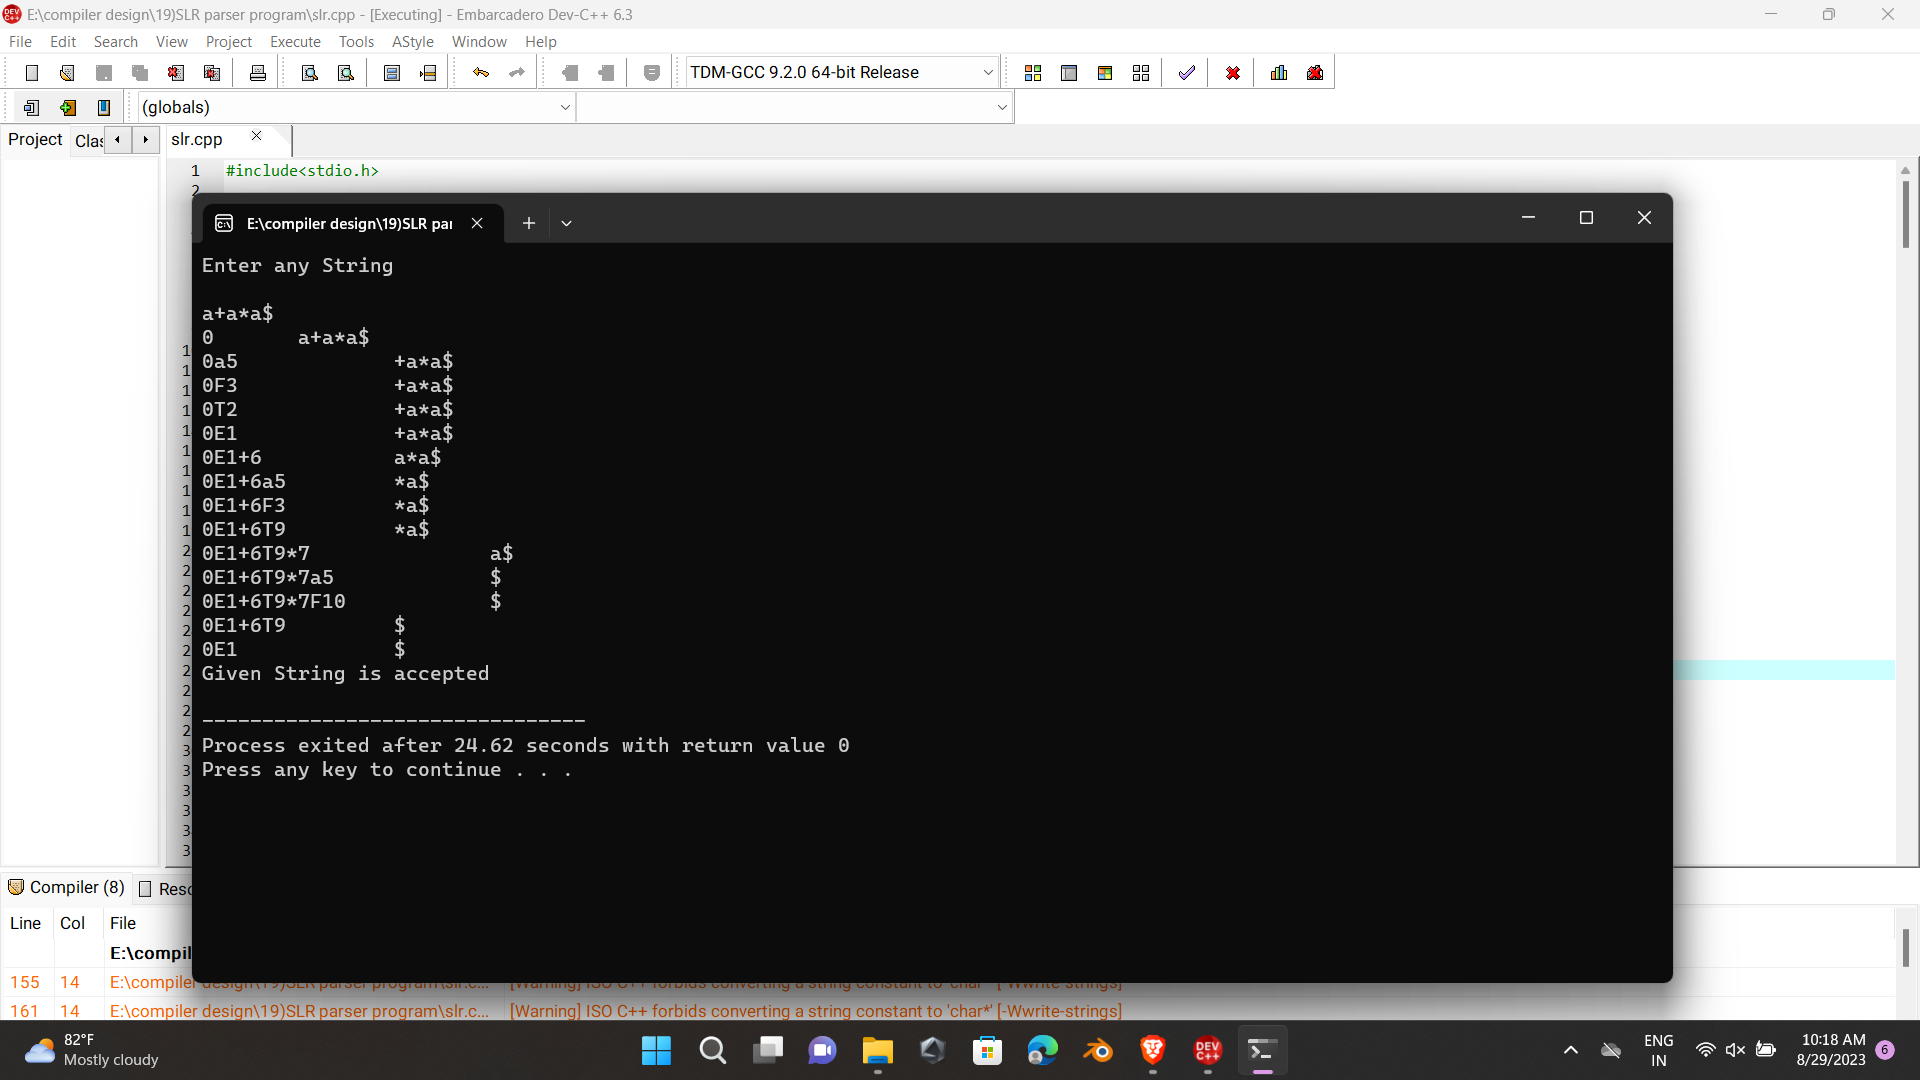 E:\compiler design\19)SLR parser program\slr.cpp - [Executing] - Embarcadero Dev-C++ 6.3
File Edit Search View Project Execute Tools AStyle Window Help
TDM-GCC 9.2.0 64-bit Release
(globals)
Project Clas slr.cpp
1 #include<stdio.h>
2
E:\compiler design\19)SLR par
Enter any String
a+a*a$
0 a+a*a$
0a5 +a*a$
0F3 +a*a$
0T2 +a*a$
0E1 +a*a$
0E1+6 a*a$
0E1+6a5 *a$
0E1+6F3 *a$
0E1+6T9 *a$
0E1+6T9*7 a$
0E1+6T9*7a5 $
0E1+6T9*7F10 $
0E1+6T9 $
0E1 $
Given String is accepted
--------------------------------
Process exited after 24.62 seconds with return value 0
Press any key to continue . . .
Compiler (8) Reso
Line Col File
E:\compil
155 14 E:\compiler design\19)SLR parser program\slr.c... [Warning] ISO C++ forbids converting a string constant to 'char*' [-Wwrite-strings]
161 14 E:\compiler design\19)SLR parser program\slr.c... [Warning] ISO C++ forbids converting a string constant to 'char*' [-Wwrite-strings]
82°F
Mostly cloudy
DEV C++
ENG
IN
10:18 AM
8/29/2023
6